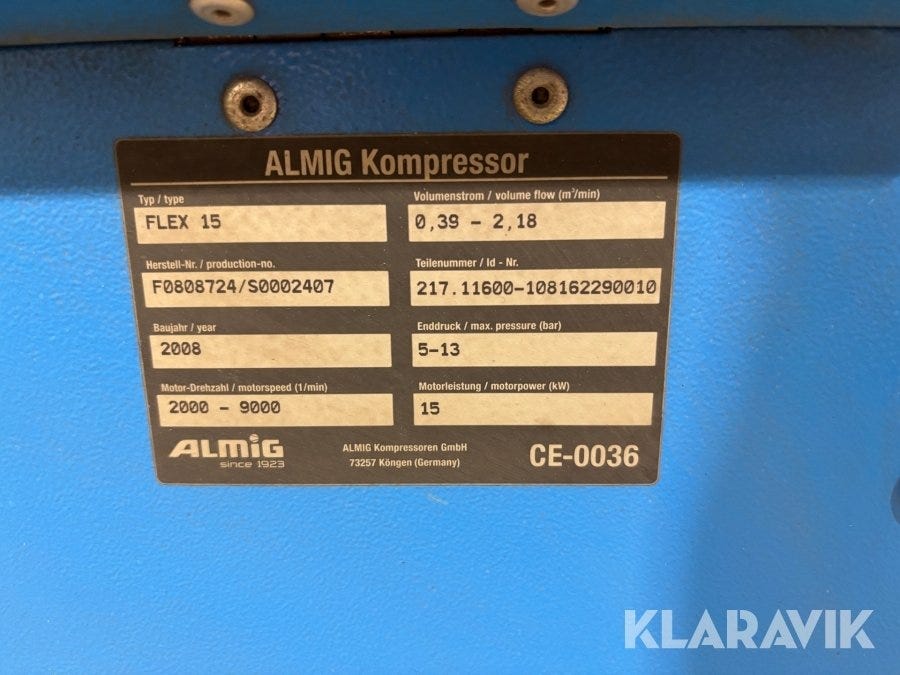 ALMIG Kompressor
Typ / type
FLEX 15
Volumenstrom / volume flow (m³/min)
0,39 - 2,18
Herstell-Nr. / production-no.
F0808724/S0002407
Teilenummer / Id - Nr.
217.11600-108162290010
Baujahr / year
2008
Enddruck / max. pressure (bar)
5-13
Motor-Drehzahl / motorspeed (1/min)
2000 - 9000
Motorleistung / motorpower (kW)
15
ALMiG
since 1923
ALMIG Kompressoren GmbH
73257 Köngen (Germany)
CE-0036
KLARAVIK